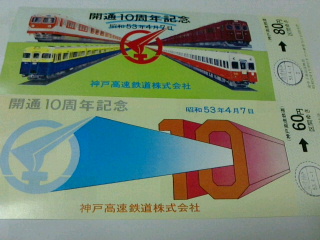 開通10周年記念
昭和53年4月7日
80円
神戸高速鉄道株式会社
開通10周年記念
昭和53年4月7日
60円
10
神戸高速鉄道株式会社